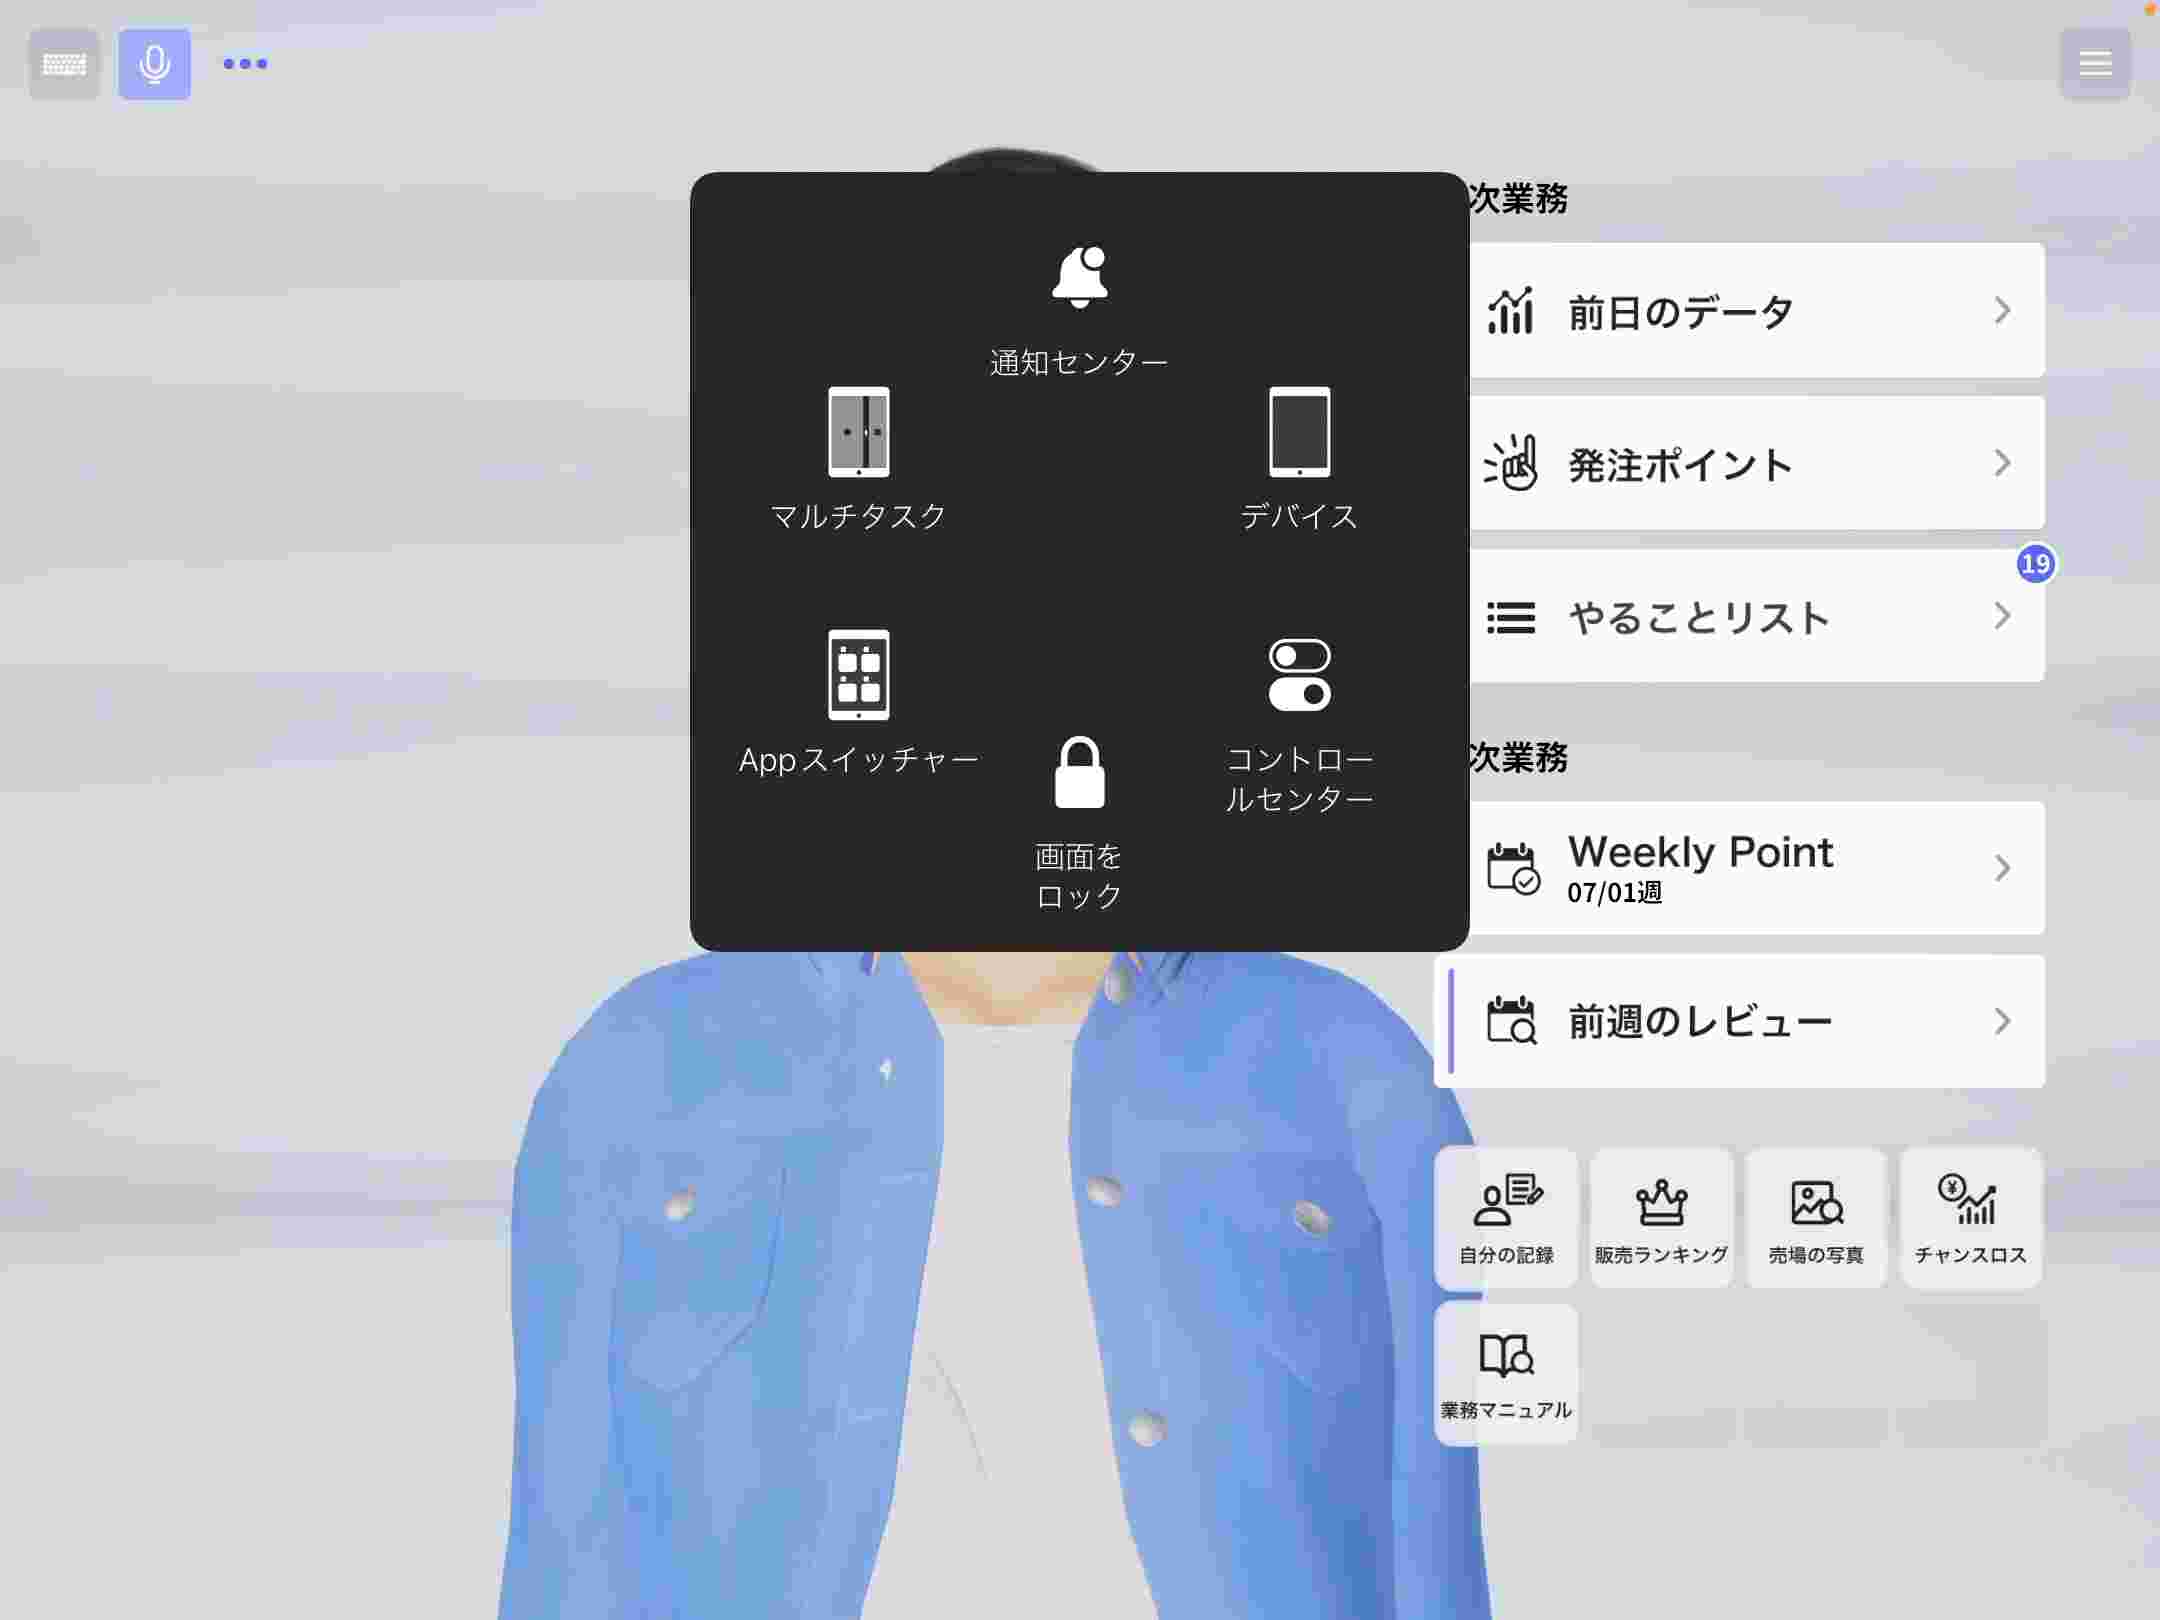 通知センター
マルチタスク
デバイス
Appスイッチャー
コントロー
ルセンター
画面を
ロック
次業務
前日のデータ
発注ポイント
19
やることリスト
次業務
Weekly Point
07/01週
前週のレビュー
自分の記録
販売ランキング
売場の写真
チャンスロス
業務マニュアル